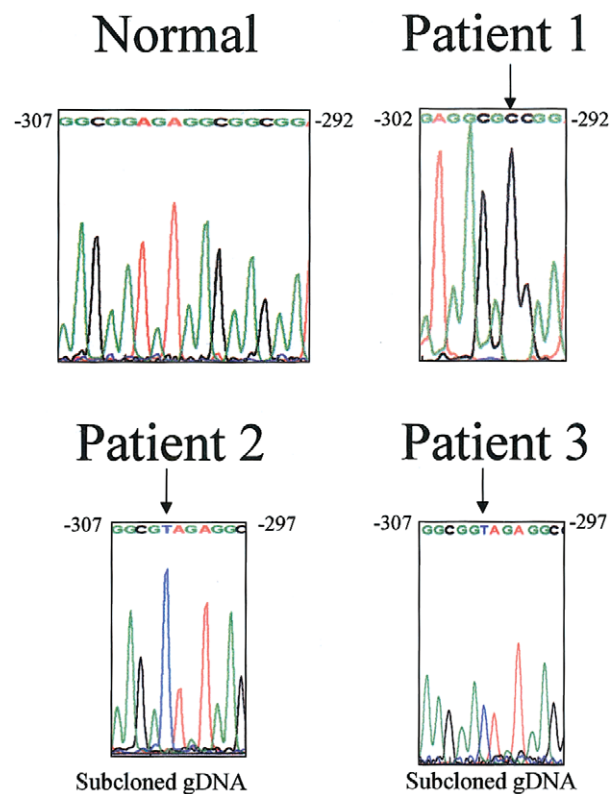 Normal
Patient 1
-307 GGCGGAGAGGCGGCGG -292
-302 GAGGCGCCGG -292
Patient 2
Patient 3
-307 GGCGTAGAGGC -297
-307 GGCGGTAGAGGC -297
Subcloned gDNA
Subcloned gDNA